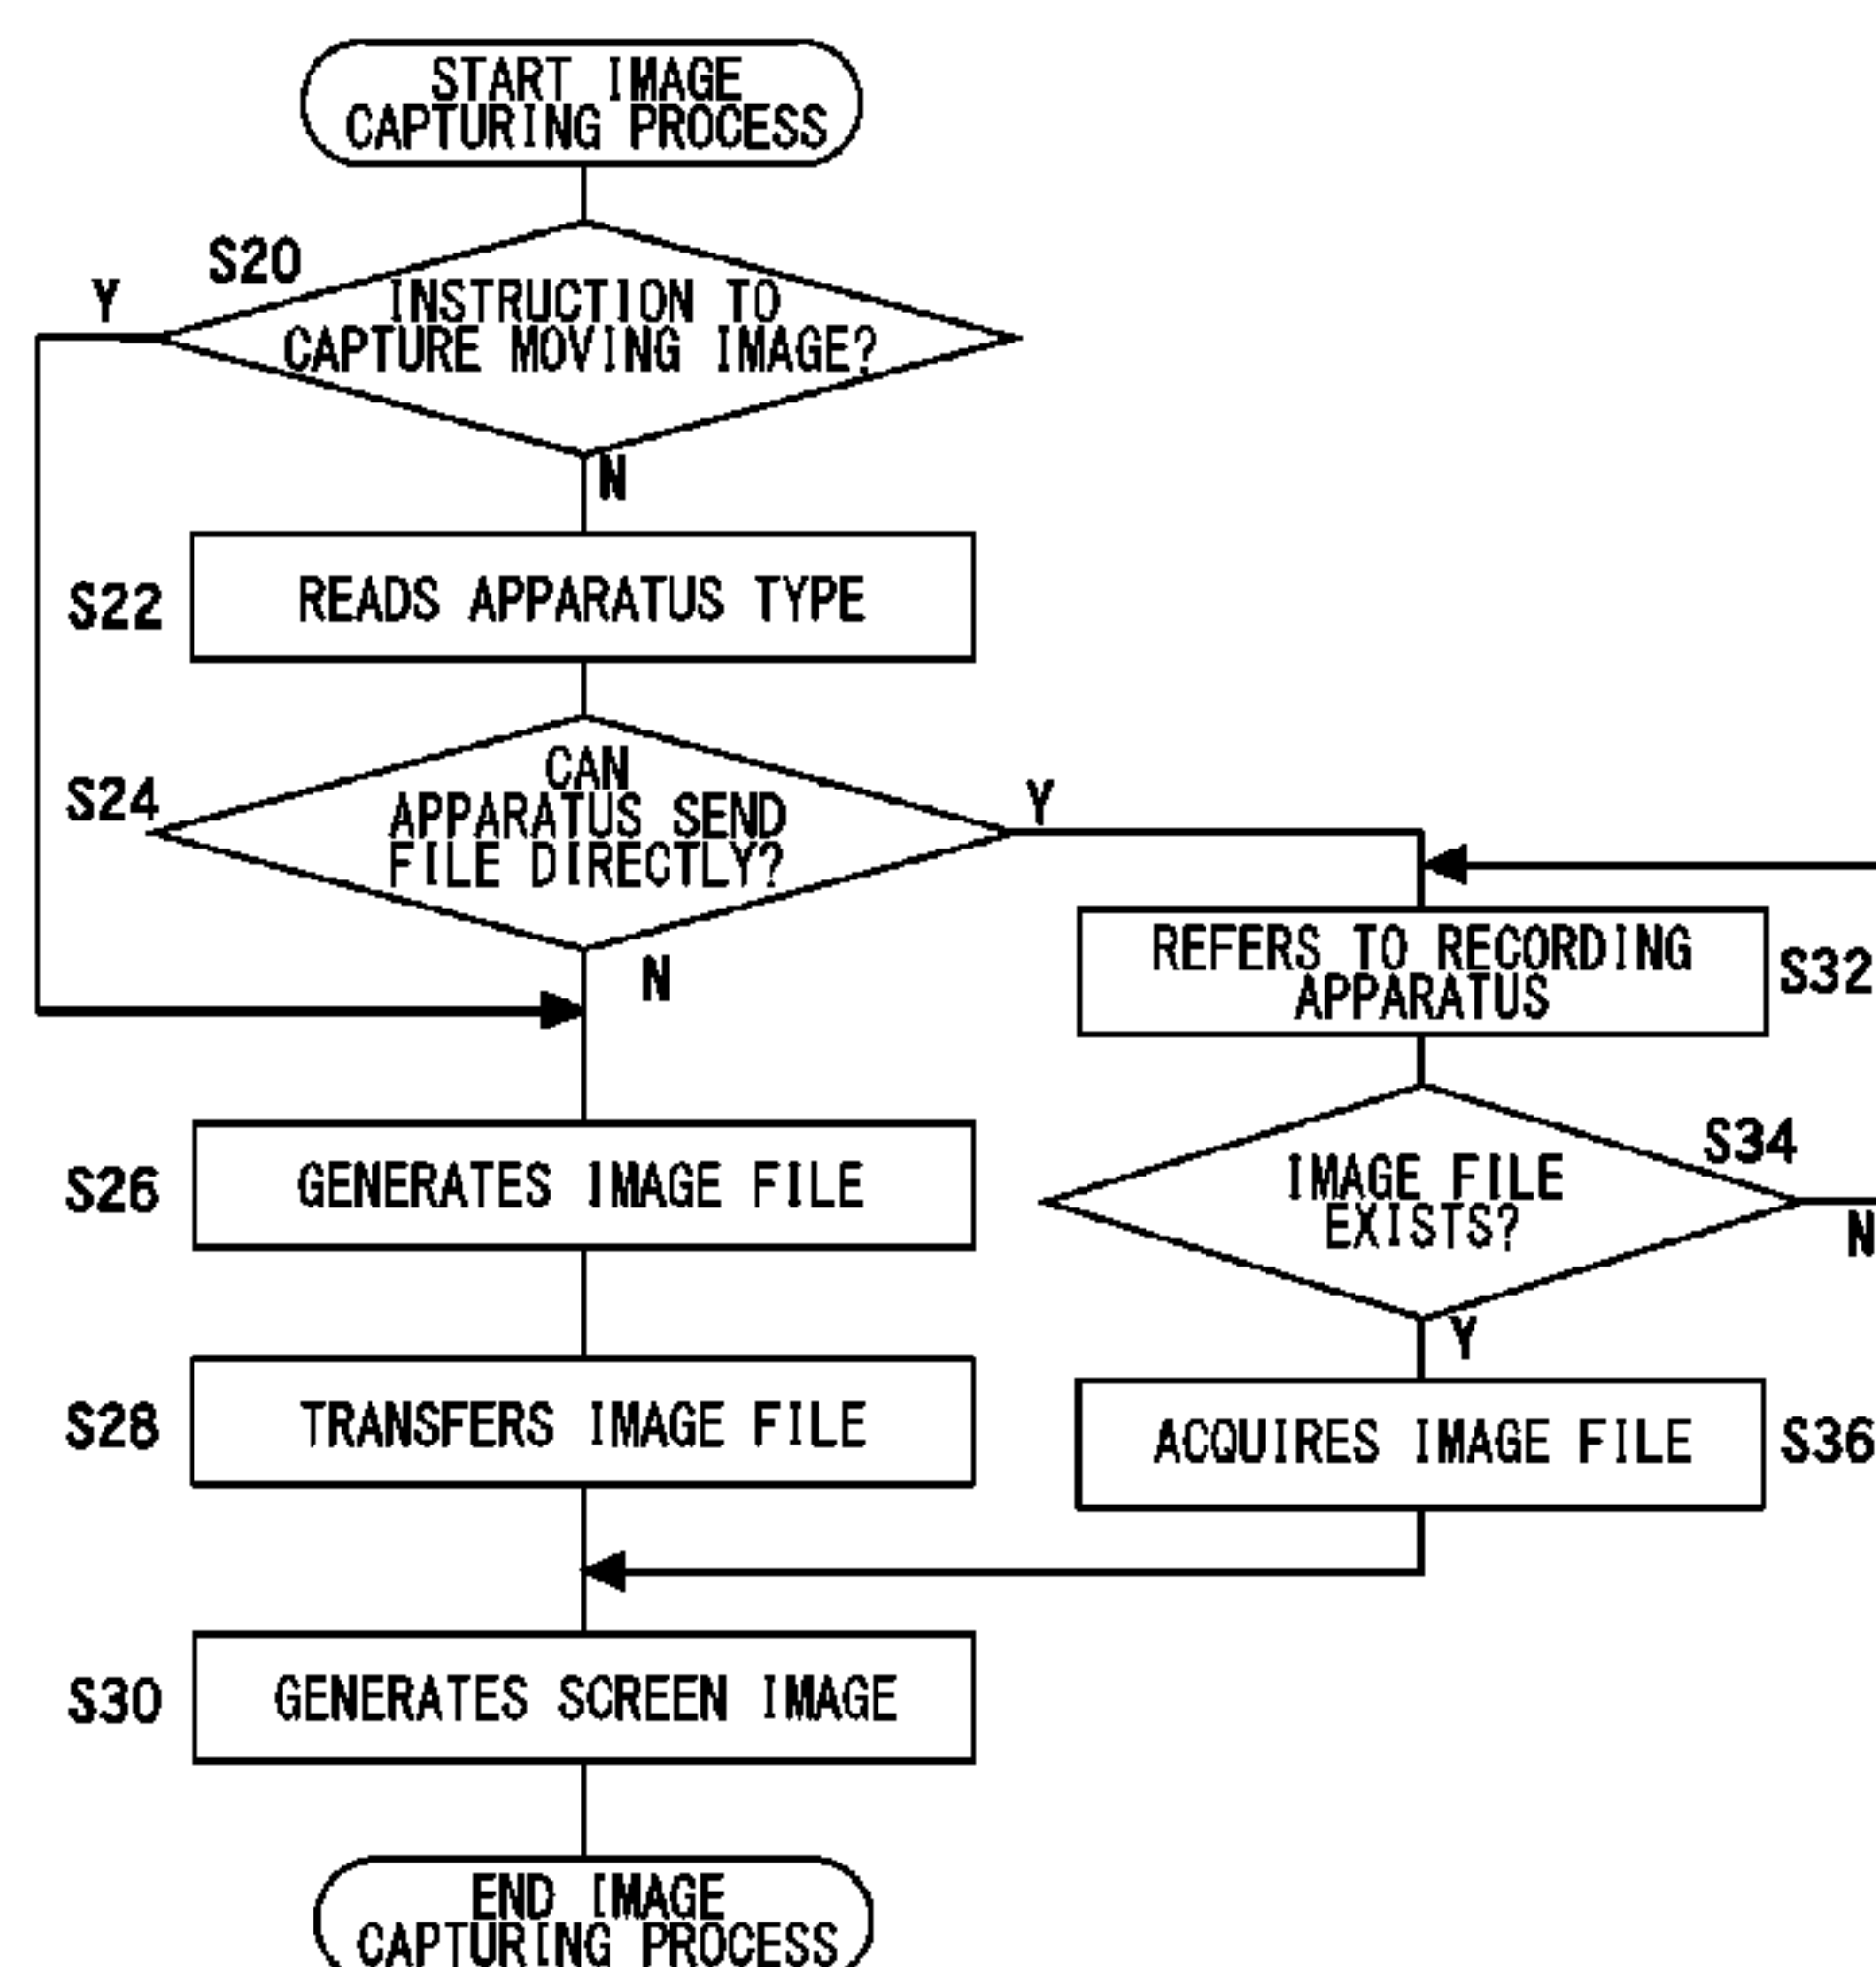 START IMAGE
CAPTURING PROCESS
S20
Y
INSTRUCTION TO
CAPTURE MOVING IMAGE?
N
S22
READS APPARATUS TYPE
S24
CAN
APPARATUS SEND
FILE DIRECTLY?
Y
N
REFERS TO RECORDING
APPARATUS
S32
S34
IMAGE FILE
EXISTS?
N
Y
S26
GENERATES IMAGE FILE
S28
TRANSFERS IMAGE FILE
ACQUIRES IMAGE FILE
S36
S30
GENERATES SCREEN IMAGE
END IMAGE
CAPTURING PROCESS